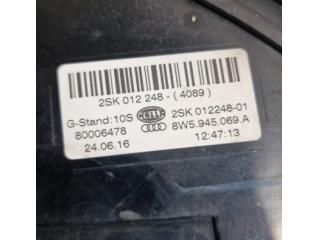 2SK 012 248 - ( 4089 )
G-Stand:10S 2SK 012248-01
80006478 8W5.945.069.A
24.06.16 12:47:13